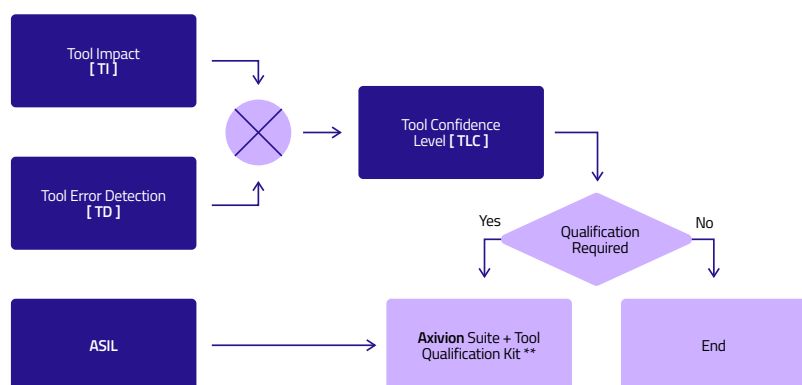 Tool Impact
[ TI ]
Tool Confidence
Level [ TLC ]
Tool Error Detection
[ TD ]
Yes
No
Qualification
Required
ASIL
Axivion Suite + Tool
Qualification Kit **
End